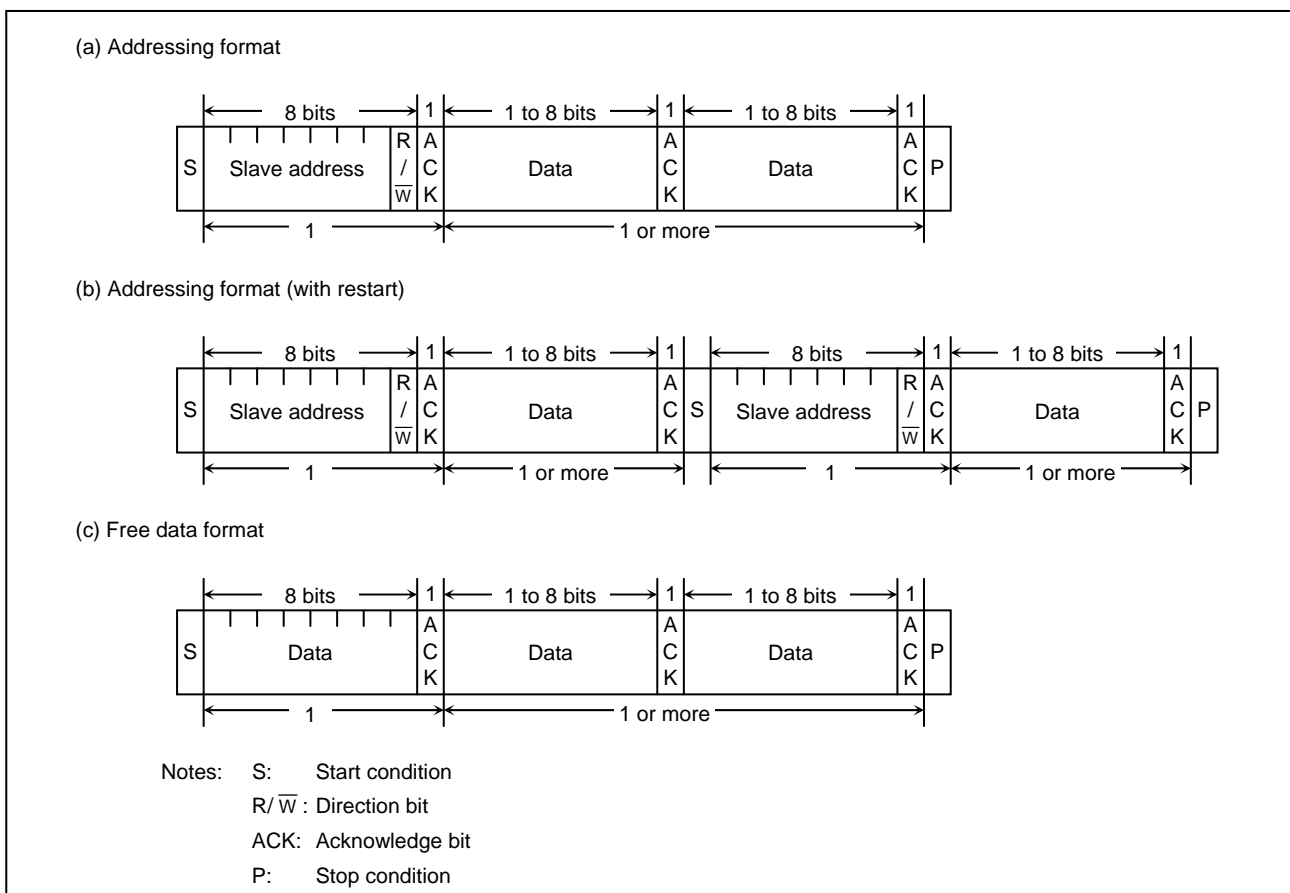 (a) Addressing format
8 bits 1 1 to 8 bits 1 1 to 8 bits 1
S Slave address R/W̅ ACK Data ACK Data ACK P
1 1 or more
(b) Addressing format (with restart)
8 bits 1 1 to 8 bits 1 8 bits 1 1 to 8 bits 1
S Slave address R/W̅ ACK Data ACK S Slave address R/W̅ ACK Data ACK P
1 1 or more 1 1 or more
(c) Free data format
8 bits 1 1 to 8 bits 1 1 to 8 bits 1
S Data ACK Data ACK Data ACK P
1 1 or more
Notes: S: Start condition
R/ W̅ : Direction bit
ACK: Acknowledge bit
P: Stop condition